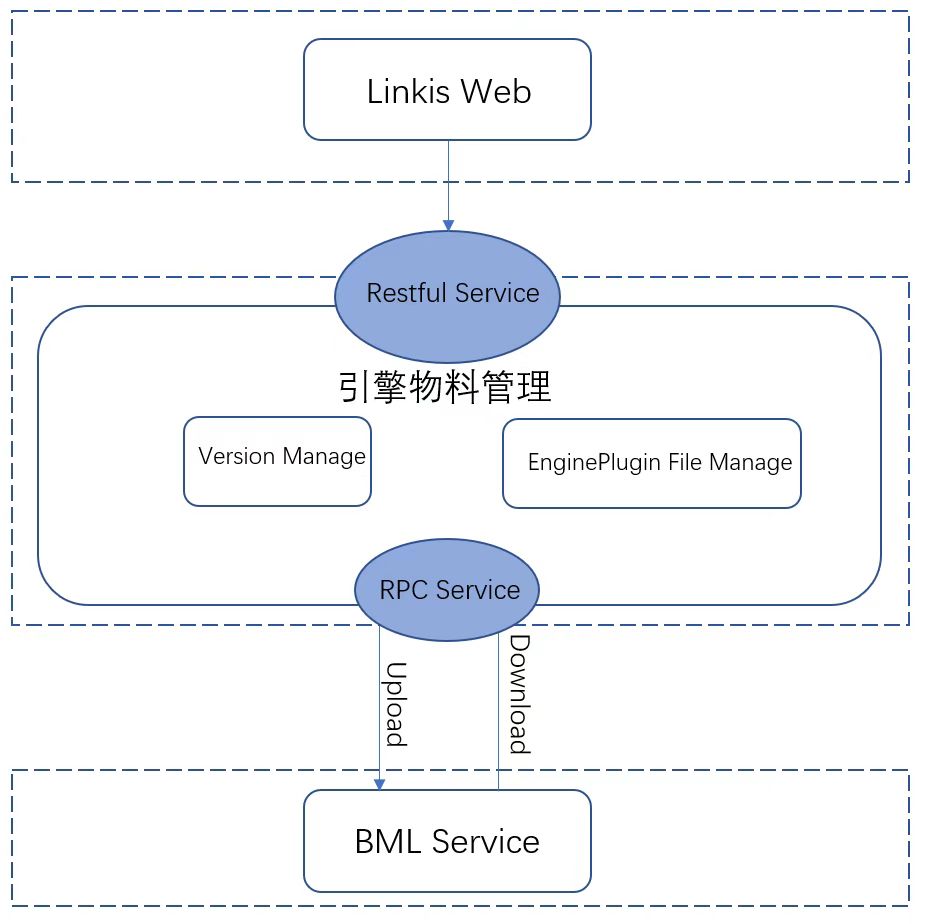 Linkis Web
Restful Service
引擎物料管理
Version Manage
EnginePlugin File Manage
RPC Service
Upload
Download
BML Service